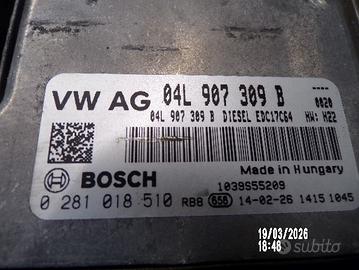 VW AG 04L 907 309 B ----
04L 907 309 B DIESEL EDC17C64 0020
HW: H22
Made in Hungary
BOSCH 1039S55209
0 281 018 510 RB8 658 14-02-26 1415 1045
19/03/2026
18:48
subito